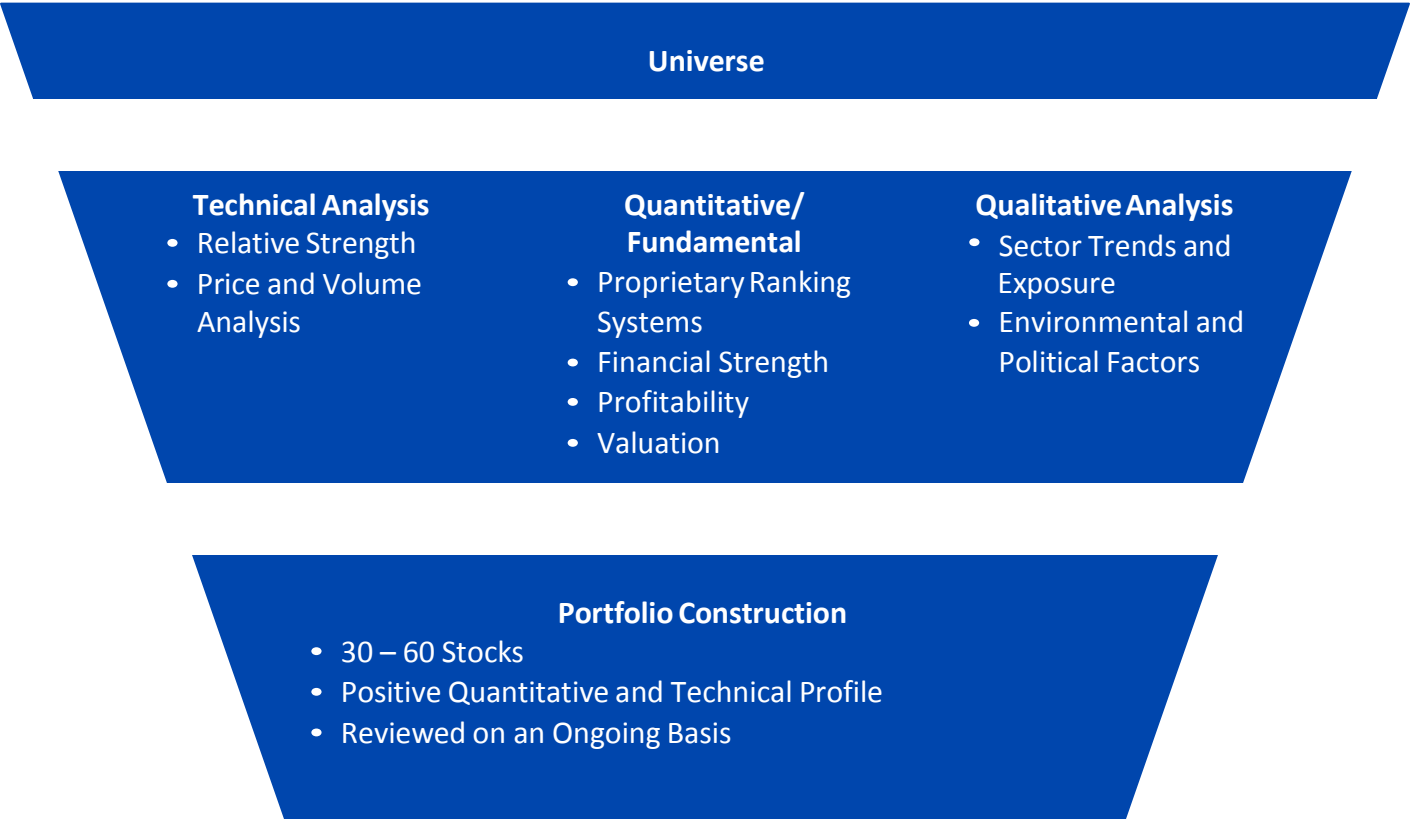 Universe
Technical Analysis
• Relative Strength
• Price and Volume
Analysis
Quantitative/
Fundamental
• Proprietary Ranking
Systems
• Financial Strength
• Profitability
• Valuation
Qualitative Analysis
• Sector Trends and
Exposure
• Environmental and
Political Factors
Portfolio Construction
• 30 – 60 Stocks
• Positive Quantitative and Technical Profile
• Reviewed on an Ongoing Basis